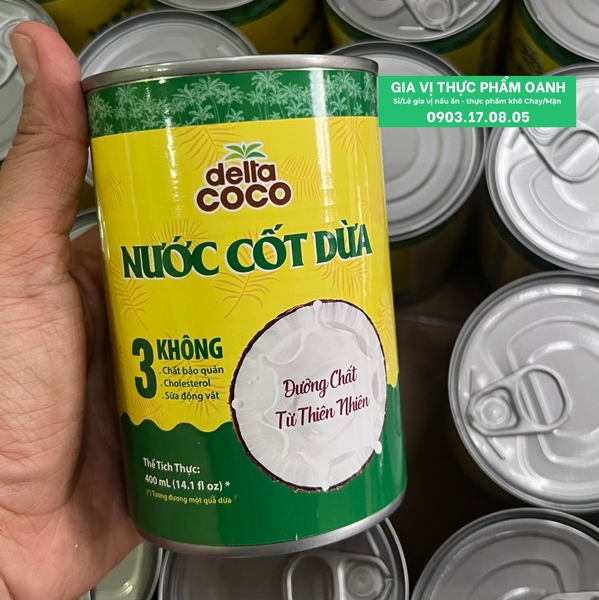 GIA VỊ THỰC PHẨM OANH
Sỉ/Lẻ gia vị nấu ăn - thực phẩm khô Chay/Mặn
0903.17.08.05
delta
COCO
NƯỚC CỐT DỪA
3 KHÔNG
. Chất bảo quản
. Cholesterol
. Sữa động vật
Dưỡng Chất
Từ Thiên Nhiên
Thể Tích Thực:
400 mL (14.1 fl oz) *
(*) Tương đương một quả dừa